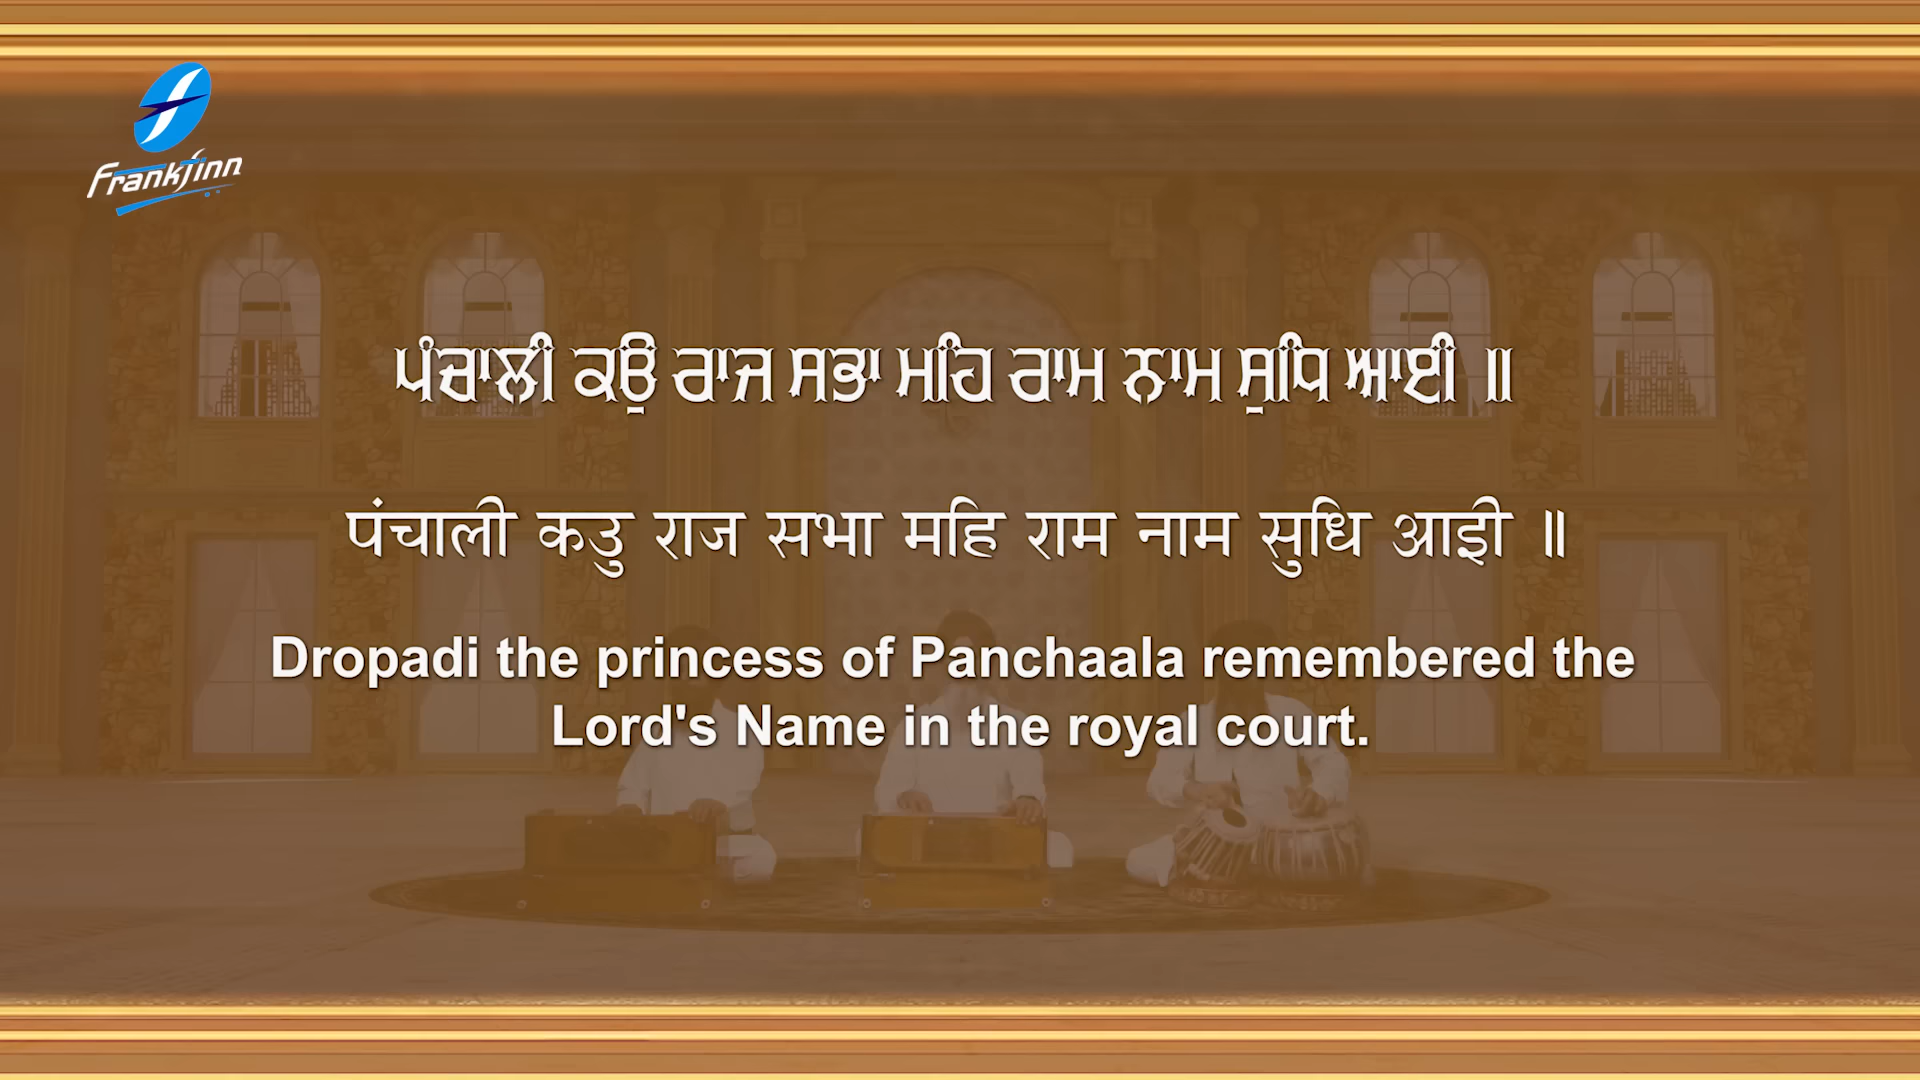 Frankfinn
ਪੰਚਾਲੀ ਕਉ ਰਾਜ ਸਭਾ ਮਹਿ ਰਾਮ ਨਾਮ ਸੁਧਿ ਆਈ ॥
पंचाली कउ राज सभा महि राम नाम सुधि आई ॥
Dropadi the princess of Panchaala remembered the
Lord's Name in the royal court.